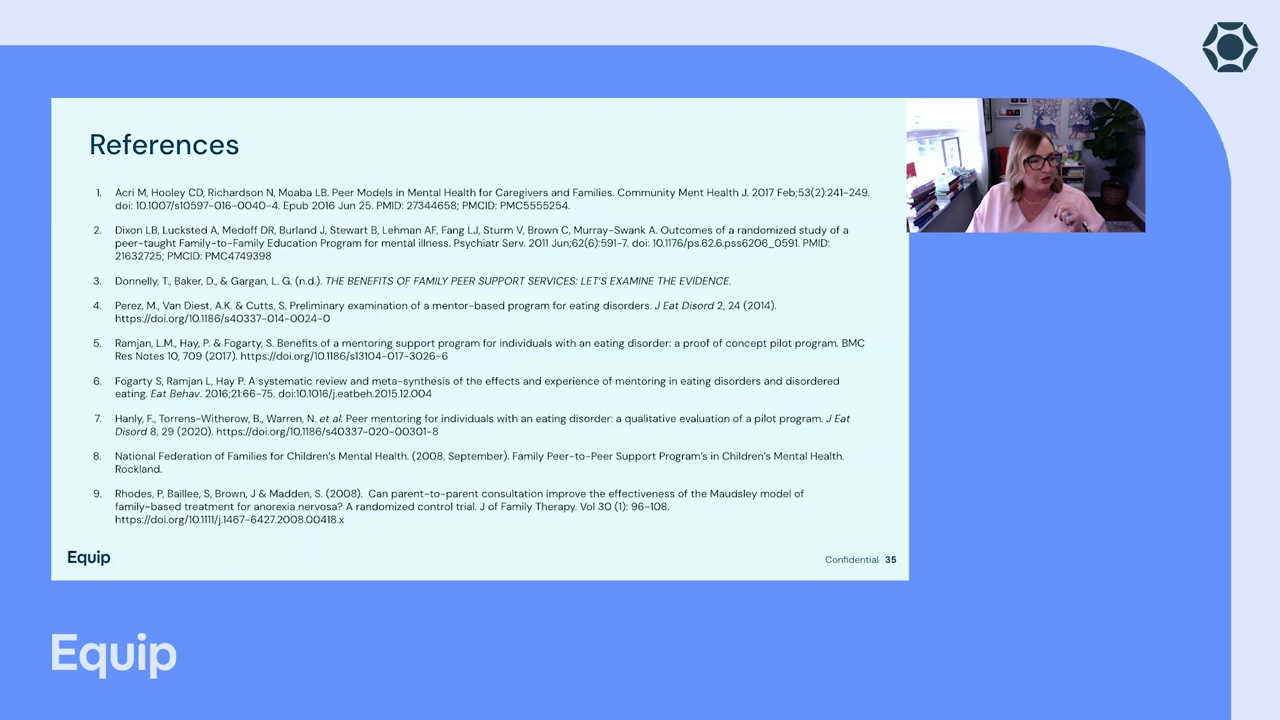 References
1. Acri M, Hooley CD, Richardson N, Moaba LB. Peer Models in Mental Health for Caregivers and Families. Community Ment Health J. 2017 Feb;53(2):241-249.
doi: 10.1007/s10597-016-0040-4. Epub 2016 Jun 25. PMID: 27344658; PMCID: PMC5555254.
2. Dixon LB, Lucksted A, Medoff DR, Burland J, Stewart B, Lehman AF, Fang LJ, Sturm V, Brown C, Murray-Swank A. Outcomes of a randomized study of a
peer-taught Family-to-Family Education Program for mental illness. Psychiatr Serv. 2011 Jun;62(6):591-7. doi: 10.1176/ps.62.6.pss6206_0591. PMID:
21632725; PMCID: PMC4749398
3. Donnelly, T., Baker, D., & Gargan, L. G. (n.d.). THE BENEFITS OF FAMILY PEER SUPPORT SERVICES: LET'S EXAMINE THE EVIDENCE.
4. Perez, M., Van Diest, A.K. & Cutts, S. Preliminary examination of a mentor-based program for eating disorders. J Eat Disord 2, 24 (2014).
https://doi.org/10.1186/s40337-014-0024-0
5. Ramjan, L.M., Hay, P. & Fogarty, S. Benefits of a mentoring support program for individuals with an eating disorder: a proof of concept pilot program. BMC
Res Notes 10, 709 (2017). https://doi.org/10.1186/s13104-017-3026-6
6. Fogarty S, Ramjan L, Hay P. A systematic review and meta-synthesis of the effects and experience of mentoring in eating disorders and disordered
eating. Eat Behav. 2016;21:66-75. doi:10.1016/j.eatbeh.2015.12.004
7. Hanly, F., Torrens-Witherow, B., Warren, N. et al. Peer mentoring for individuals with an eating disorder: a qualitative evaluation of a pilot program. J Eat
Disord 8, 29 (2020). https://doi.org/10.1186/s40337-020-00301-8
8. National Federation of Families for Children's Mental Health. (2008, September). Family Peer-to-Peer Support Program's in Children's Mental Health.
Rockland.
9. Rhodes, P, Baillee, S, Brown, J & Madden, S. (2008). Can parent-to-parent consultation improve the effectiveness of the Maudsley model of
family-based treatment for anorexia nervosa? A randomized control trial. J of Family Therapy. Vol 30 (1): 96-108.
https://doi.org/10.1111/j.1467-6427.2008.00418.x
Equip
Confidential 35
Equip